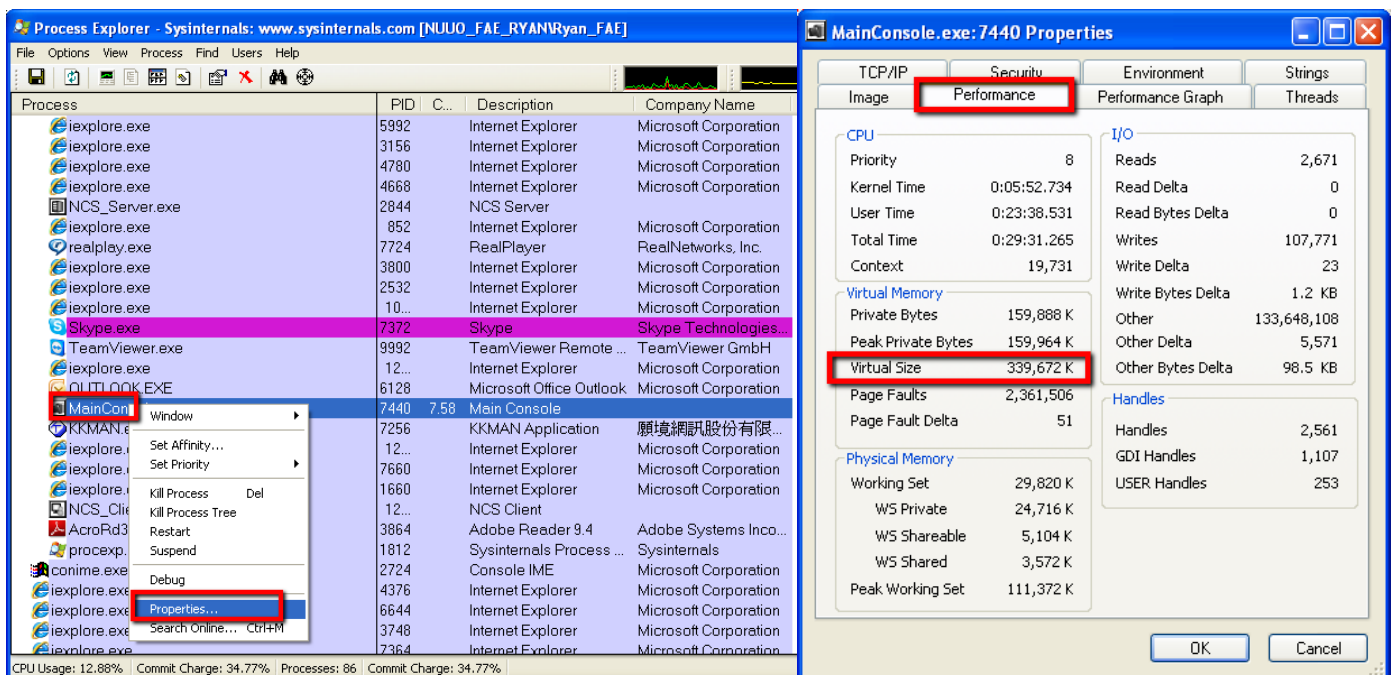 Process Explorer - Sysinternals: www.sysinternals.com [NUUO_FAE_RYAN\Ryan_FAE]
File Options View Process Find Users Help
Process PID C... Description Company Name
iexplore.exe 5992 Internet Explorer Microsoft Corporation
iexplore.exe 3156 Internet Explorer Microsoft Corporation
iexplore.exe 4780 Internet Explorer Microsoft Corporation
iexplore.exe 4668 Internet Explorer Microsoft Corporation
NCS_Server.exe 2844 NCS Server
iexplore.exe 852 Internet Explorer Microsoft Corporation
realplay.exe 7724 RealPlayer RealNetworks, Inc.
iexplore.exe 3800 Internet Explorer Microsoft Corporation
iexplore.exe 2532 Internet Explorer Microsoft Corporation
iexplore.exe 10... Internet Explorer Microsoft Corporation
Skype.exe 7372 Skype Skype Technologies...
TeamViewer.exe 9992 TeamViewer Remote ... TeamViewer GmbH
iexplore.exe 12... Internet Explorer Microsoft Corporation
OUTLOOK.EXE 6128 Microsoft Office Outlook Microsoft Corporation
MainCon 7440 7.58 Main Console
KKMAN.e 7256 KKMAN Application 願境網訊股份有限...
iexplore. 12... Internet Explorer Microsoft Corporation
iexplore. 7660 Internet Explorer Microsoft Corporation
iexplore. 1660 Internet Explorer Microsoft Corporation
NCS_Clie 12... NCS Client
AcroRd3 3864 Adobe Reader 9.4 Adobe Systems Inco...
procexp. 1812 Sysinternals Process ... Sysinternals
conime.exe 2724 Console IME Microsoft Corporation
iexplore.exe 4376 Internet Explorer Microsoft Corporation
iexplore.exe 6644 Internet Explorer Microsoft Corporation
iexplore.exe 3748 Internet Explorer Microsoft Corporation
iexplore.exe 7364 Internet Explorer Microsoft Corporation
Window
Set Affinity...
Set Priority
Kill Process Del
Kill Process Tree
Restart
Suspend
Debug
Properties...
Search Online... Ctrl+M
CPU Usage: 12.88% Commit Charge: 34.77% Processes: 86 Commit Charge: 34.77%
MainConsole.exe:7440 Properties
TCP/IP Security Environment Strings
Image Performance Performance Graph Threads
CPU
Priority 8
Kernel Time 0:05:52.734
User Time 0:23:38.531
Total Time 0:29:31.265
Context 19,731
Virtual Memory
Private Bytes 159,888 K
Peak Private Bytes 159,964 K
Virtual Size 339,672 K
Page Faults 2,361,506
Page Fault Delta 51
Physical Memory
Working Set 29,820 K
WS Private 24,716 K
WS Shareable 5,104 K
WS Shared 3,572 K
Peak Working Set 111,372 K
I/O
Reads 2,671
Read Delta 0
Read Bytes Delta 0
Writes 107,771
Write Delta 23
Write Bytes Delta 1.2 KB
Other 133,648,108
Other Delta 5,571
Other Bytes Delta 98.5 KB
Handles
Handles 2,561
GDI Handles 1,107
USER Handles 253
OK Cancel